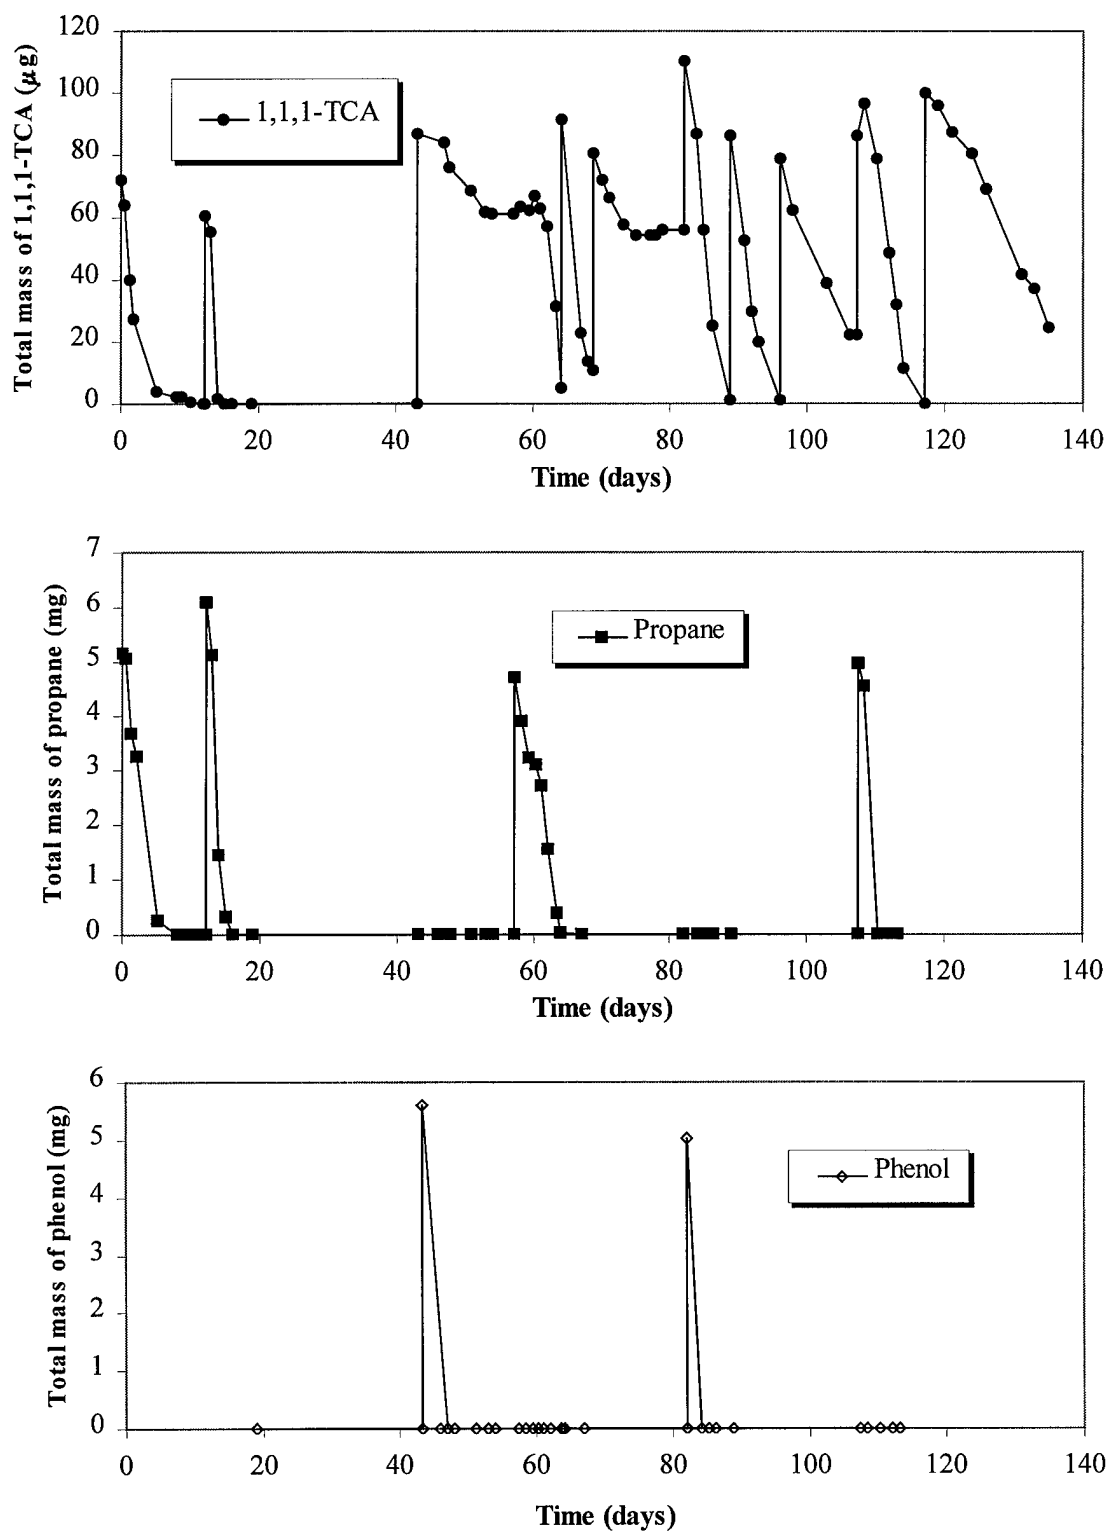 Total mass of 1,1,1-TCA (µg)
120
100
80
60
40
20
0
1,1,1-TCA
0 20 40 60 80 100 120 140
Time (days)
Total mass of propane (mg)
7
6
5
4
3
2
1
0
Propane
0 20 40 60 80 100 120 140
Time (days)
Total mass of phenol (mg)
6
5
4
3
2
1
0
Phenol
0 20 40 60 80 100 120 140
Time (days)